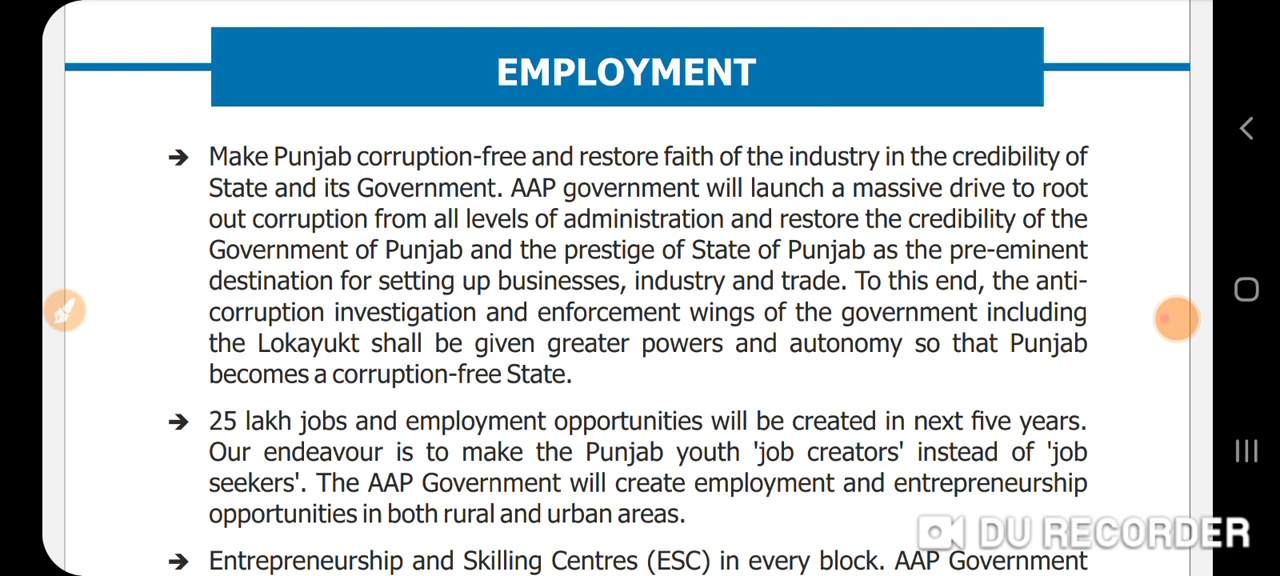 EMPLOYMENT
➔ Make Punjab corruption-free and restore faith of the industry in the credibility of
State and its Government. AAP government will launch a massive drive to root
out corruption from all levels of administration and restore the credibility of the
Government of Punjab and the prestige of State of Punjab as the pre-eminent
destination for setting up businesses, industry and trade. To this end, the anti-
corruption investigation and enforcement wings of the government including
the Lokayukt shall be given greater powers and autonomy so that Punjab
becomes a corruption-free State.
➔ 25 lakh jobs and employment opportunities will be created in next five years.
Our endeavour is to make the Punjab youth 'job creators' instead of 'job
seekers'. The AAP Government will create employment and entrepreneurship
opportunities in both rural and urban areas.
DU RECORDER
➔ Entrepreneurship and Skilling Centres (ESC) in every block. AAP Government